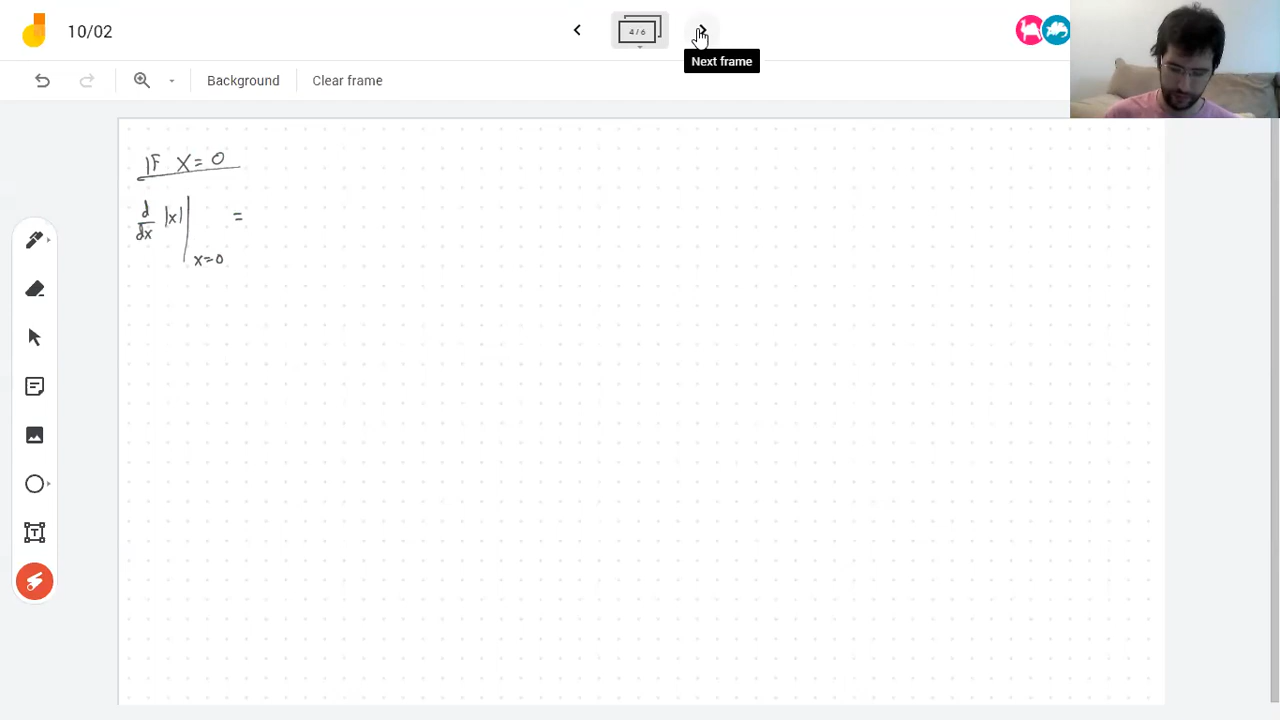 10/02
4 / 6
Next frame
Background
Clear frame
IF X = 0
d/dx |x| | x=0 =
T